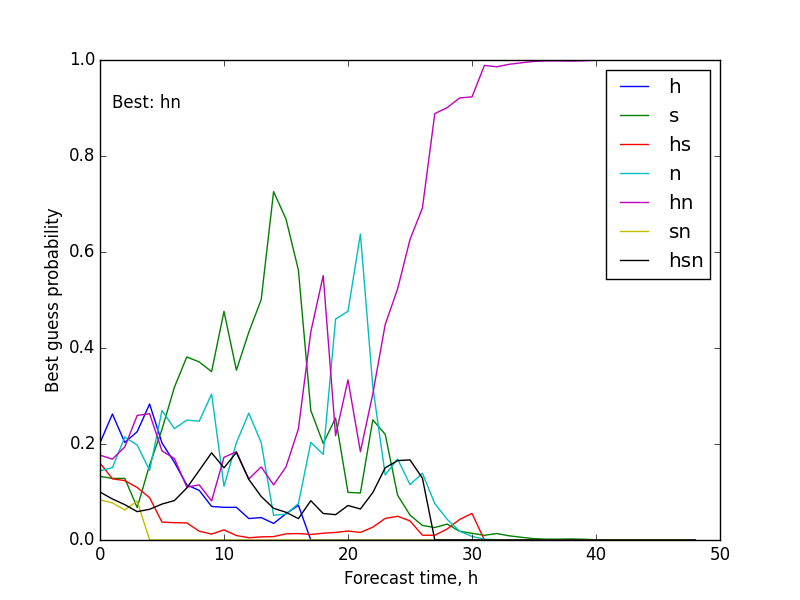 1.0
Best: hn
0.8
0.6
0.4
0.2
0.0
0
10
20
30
40
50
Forecast time, h
Best guess probability
h
s
hs
n
hn
sn
hsn